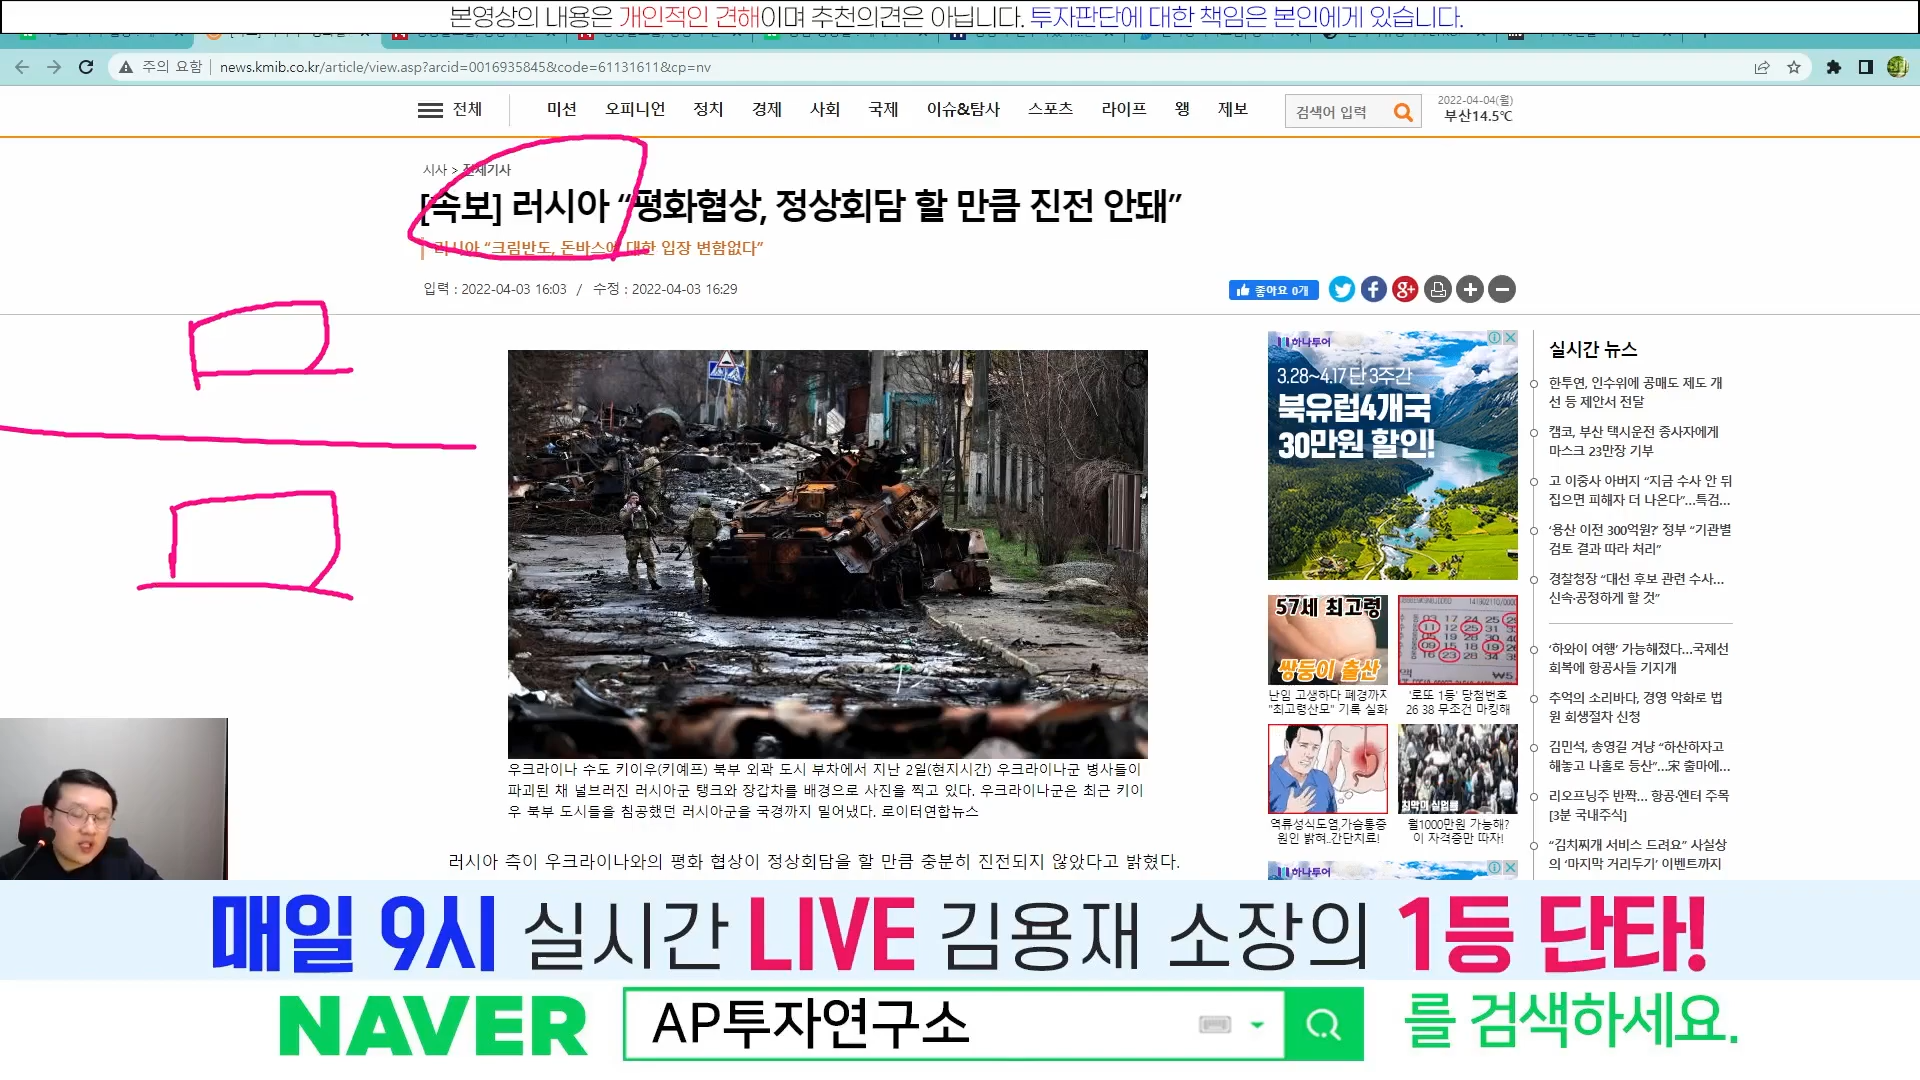 본영상의 내용은 개인적인 견해이며 추천의견은 아닙니다. 투자판단에 대한 책임은 본인에게 있습니다.
주의 요함 | news.kmib.co.kr/article/view.asp?arcid=0016935845&code=61131611&cp=nv
전체 미션 오피니언 정치 경제 사회 국제 이슈&탐사 스포츠 라이프 웽 제보 검색어 입력
2022-04-04(월)
부산14.5℃
시사 > 전체기사
[속보] 러시아 “평화협상, 정상회담 할 만큼 진전 안돼”
러시아 “크림반도, 돈바스에 대한 입장 변함없다”
입력 : 2022-04-03 16:03 / 수정 : 2022-04-03 16:29
좋아요 0개
우크라이나 수도 키이우(키예프) 북부 외곽 도시 부차에서 지난 2일(현지시간) 우크라이나군 병사들이
파괴된 채 널브러진 러시아군 탱크와 장갑차를 배경으로 사진을 찍고 있다. 우크라이나군은 최근 키이
우 북부 도시들을 침공했던 러시아군을 국경까지 밀어냈다. 로이터연합뉴스
러시아 측이 우크라이나와의 평화 협상이 정상회담을 할 만큼 충분히 진전되지 않았다고 밝혔다.
하나투어
3.28~4.17 단 3주간
북유럽4개국
30만원 할인!
57세 최고령
쌍둥이 출산
난임 고생하다 폐경까지
"최고령산모" 기록 실화
'로또 1등' 당첨번호
26 38 무조건 마킹해
역류성식도염,가슴통증
원인 밝혀..간단치료!
최악의 실업률
월1000만원 가능해?
이 자격증만 따자!
하나투어
실시간 뉴스
한투연, 인수위에 공매도 제도 개
선 등 제안서 전달
캠코, 부산 택시운전 종사자에게
마스크 23만장 기부
고 이중사 아버지 “지금 수사 안 뒤
집으면 피해자 더 나온다”…특검...
‘용산 이전 300억원?’ 정부 “기관별
검토 결과 따라 처리”
경찰청장 “대선 후보 관련 수사…
신속·공정하게 할 것”
‘하와이 여행’ 가능해졌다…국제선
회복에 항공사들 기지개
추억의 소리바다, 경영 악화로 법
원 회생절차 신청
김민석, 송영길 겨냥 “하산하자고
해놓고 나홀로 등산”…宋 출마에...
리오프닝주 반짝… 항공·엔터 주목
[3분 국내주식]
“김치찌개 서비스 드려요” 사실상
의 ‘마지막 거리두기’ 이벤트까지
매일 9시 실시간 LIVE 김용재 소장의 1등 단타!
NAVER AP투자연구소 를 검색하세요.